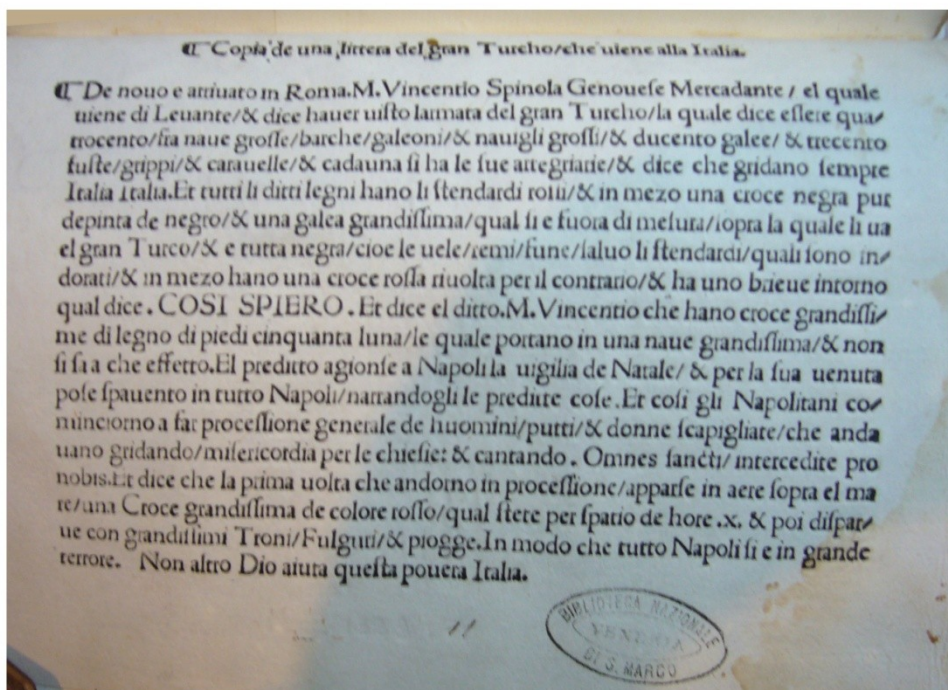 ¶ Copia de una littera del gran Turcho/che uiene alla Italia.
¶ De nouo e arriuato in Roma.M.Vincentio Spinola Genouese Mercadante / el quale
uiene di Leuante/& dice hauer uisto larmata del gran Turcho/la quale dice essere qua/
trocento/fra naue grosse/barche/galeoni/& nauigli grossi/& ducento galee/ & trecento
fuste/grippi/& carauelle/& cadauna si ha le sue artegliarie/& dice che gridano sempre
Italia Italia.Et tutti li ditti legni hano li stendardi rossi/& in mezo una croce negra pur
depinta de negro/& una galea grandissima/qual si e fuora di mesura/sopra la quale li ua
el gran Turco/& e tutta negra/cioe le uele/remi/fune/saluo li stendardi/quali sono in/
dorati/& in mezo hano una croce rossa riuolta per il contrario/& ha uno brieue intorno
qual dice. COSI SPIERO. Et dice el ditto.M.Vincentio che hano croce grandissi/
me di legno di piedi cinquanta luna/le quale portano in una naue grandissima/& non
si sa a che effetto.El preditto agionse a Napoli la uigilia de Natale/ & per la sua uenuta
pose spauento in tutto Napoli/narrandogli le preditte cose.Et cosi gli Napolitani co/
minciorno a far processione generale de huomini/putti/& donne scapigliate/che anda
uano gridando/misericordia per le chiesie: & cantando. Omnes sancti/ intercedite pro
nobis.Et dice che la prima uolta che andorno in processione/apparse in aere sopra el ma
re/una Croce grandissima de colore rosso/qual stete per spatio de hore .x. & poi dispar/
ue con grandissimi Troni/Fulguri/& piogge.In modo che tutto Napoli si e in grande
terrore. Non altro Dio aiuta questa pouera Italia.
BIBLIOTECA NAZIONALE
VENEZIA
DI S. MARCO